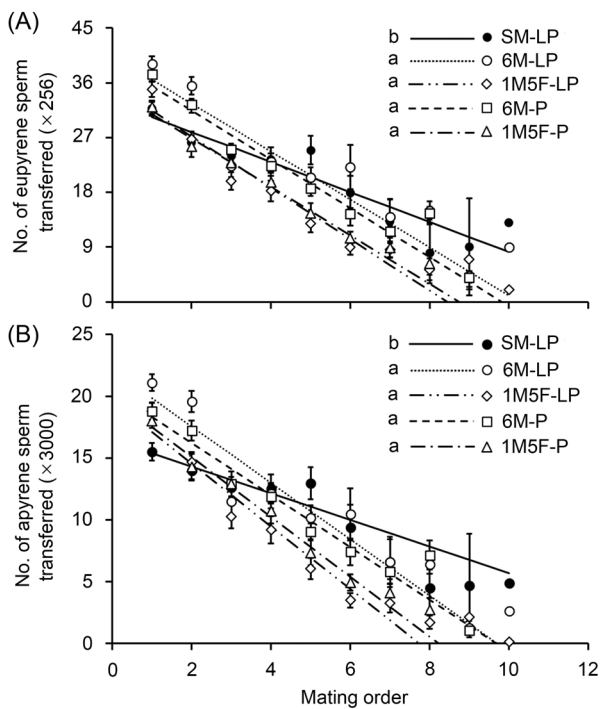 (A)
No. of eupyrene sperm
transferred (×256)
45
36
27
18
9
0
b SM-LP
a 6M-LP
a 1M5F-LP
a 6M-P
a 1M5F-P
(B)
No. of apyrene sperm
transferred (×3000)
25
20
15
10
5
0
b SM-LP
a 6M-LP
a 1M5F-LP
a 6M-P
a 1M5F-P
0 2 4 6 8 10 12
Mating order